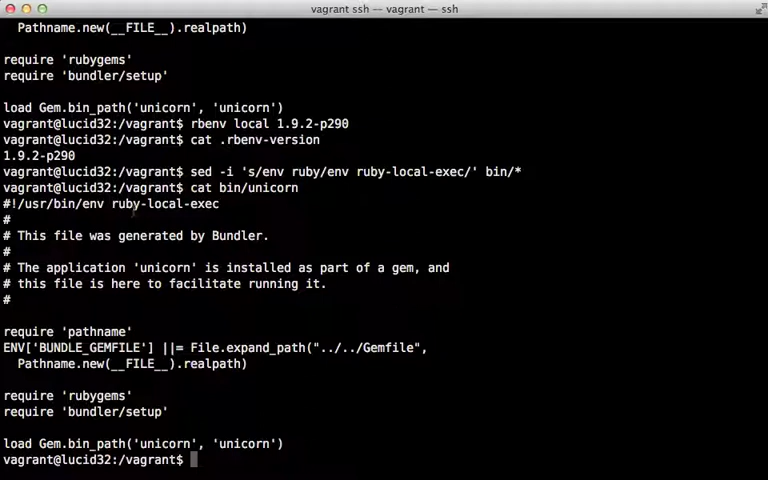 vagrant ssh — vagrant — ssh
Pathname.new(__FILE__).realpath)
require 'rubygems'
require 'bundler/setup'
load Gem.bin_path('unicorn', 'unicorn')
vagrant@lucid32:/vagrant$ rbenv local 1.9.2-p290
vagrant@lucid32:/vagrant$ cat .rbenv-version
1.9.2-p290
vagrant@lucid32:/vagrant$ sed -i 's/env ruby/env ruby-local-exec/' bin/*
vagrant@lucid32:/vagrant$ cat bin/unicorn
#!/usr/bin/env ruby-local-exec
#
# This file was generated by Bundler.
#
# The application 'unicorn' is installed as part of a gem, and
# this file is here to facilitate running it.
#
require 'pathname'
ENV['BUNDLE_GEMFILE'] ||= File.expand_path("../../Gemfile",
Pathname.new(__FILE__).realpath)
require 'rubygems'
require 'bundler/setup'
load Gem.bin_path('unicorn', 'unicorn')
vagrant@lucid32:/vagrant$